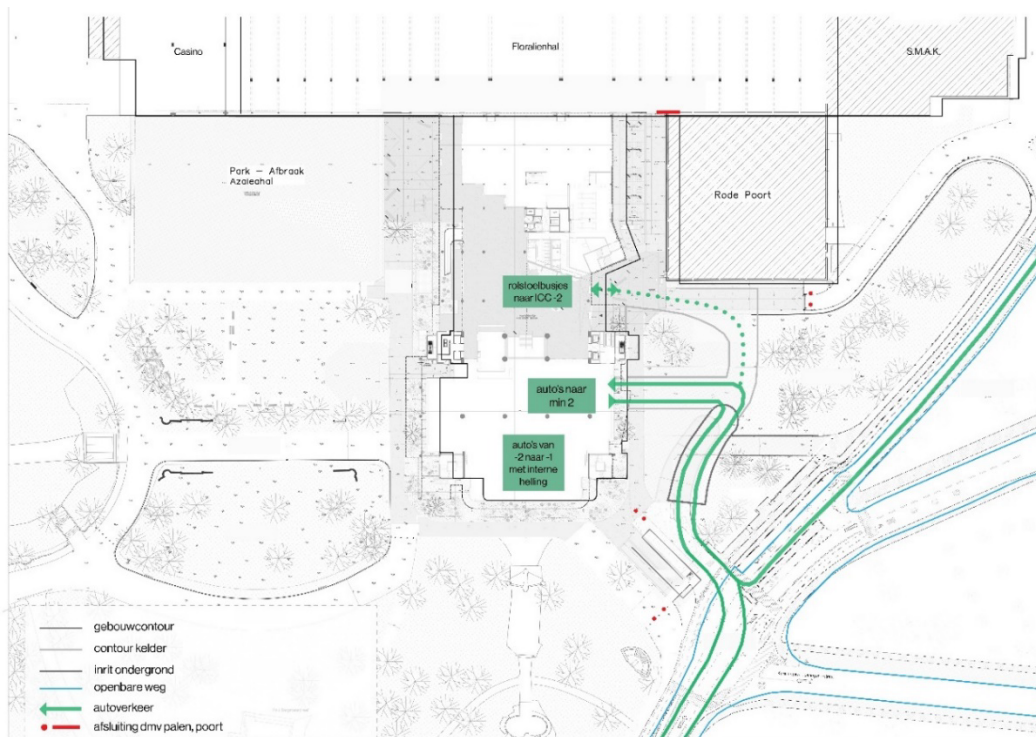 Casino
Floraliënhal
S.M.A.K.
Park – Afbraak
Azaleahal
Rode Poort
rolstoelbusjes
naar ICC -2
auto's naar
min 2
auto's van
-2 naar -1
met interne
helling
gebouwcontour
contour kelder
inrit ondergrond
openbare weg
autoverkeer
afsluiting dmv palen, poort